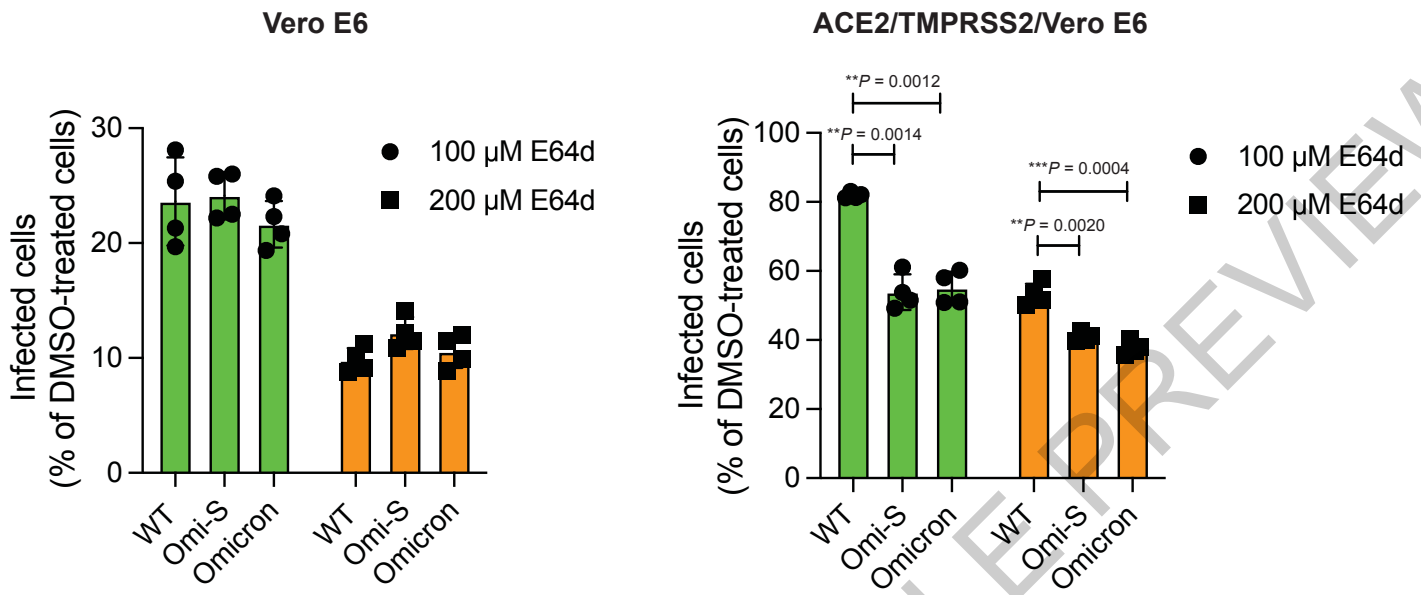 Vero E6
Infected cells
(% of DMSO-treated cells)
30
20
10
0
100 µM E64d
200 µM E64d
WT
Omi-S
Omicron
WT
Omi-S
Omicron
ACE2/TMPRSS2/Vero E6
Infected cells
(% of DMSO-treated cells)
100
80
60
40
20
0
**P = 0.0012
**P = 0.0014
***P = 0.0004
**P = 0.0020
100 µM E64d
200 µM E64d
WT
Omi-S
Omicron
WT
Omi-S
Omicron
E PREVIEW